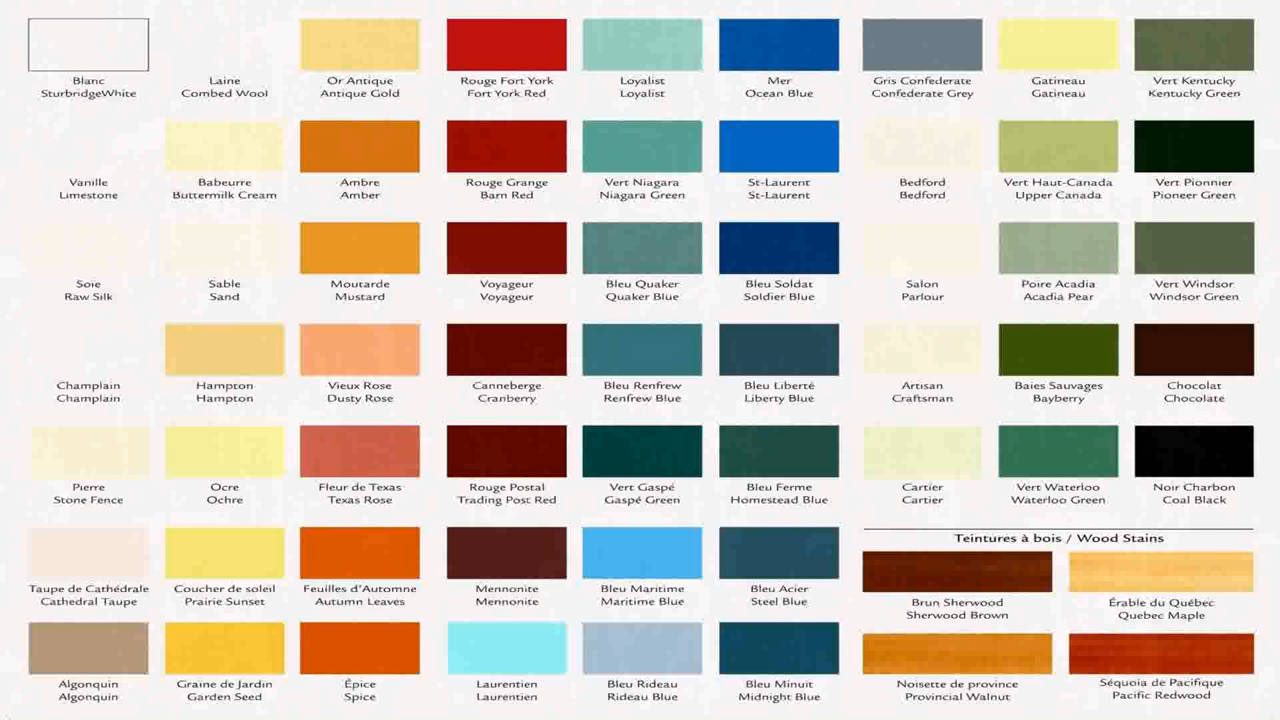 Blanc
SturbridgeWhite
Laine
Combed Wool
Or Antique
Antique Gold
Rouge Fort York
Fort York Red
Loyalist
Loyalist
Mer
Ocean Blue
Gris Confederate
Confederate Grey
Gatineau
Gatineau
Vert Kentucky
Kentucky Green
Vanille
Limestone
Babeurre
Buttermilk Cream
Ambre
Amber
Rouge Grange
Barn Red
Vert Niagara
Niagara Green
St-Laurent
St-Laurent
Bedford
Bedford
Vert Haut-Canada
Upper Canada
Vert Pionnier
Pioneer Green
Soie
Raw Silk
Sable
Sand
Moutarde
Mustard
Voyageur
Voyageur
Bleu Quaker
Quaker Blue
Bleu Soldat
Soldier Blue
Salon
Parlour
Poire Acadia
Acadia Pear
Vert Windsor
Windsor Green
Champlain
Champlain
Hampton
Hampton
Vieux Rose
Dusty Rose
Canneberge
Cranberry
Bleu Renfrew
Renfrew Blue
Bleu Liberté
Liberty Blue
Artisan
Craftsman
Baies Sauvages
Bayberry
Chocolat
Chocolate
Pierre
Stone Fence
Ocre
Ochre
Fleur de Texas
Texas Rose
Rouge Postal
Trading Post Red
Vert Gaspé
Gaspé Green
Bleu Ferme
Homestead Blue
Cartier
Cartier
Vert Waterloo
Waterloo Green
Noir Charbon
Coal Black
Taupe de Cathédrale
Cathedral Taupe
Coucher de soleil
Prairie Sunset
Feuilles d'Automne
Autumn Leaves
Mennonite
Mennonite
Bleu Maritime
Maritime Blue
Bleu Acier
Steel Blue
Teintures à bois / Wood Stains
Brun Sherwood
Sherwood Brown
Érable du Québec
Quebec Maple
Algonquin
Algonquin
Graine de Jardin
Garden Seed
Épice
Spice
Laurentien
Laurentien
Bleu Rideau
Rideau Blue
Bleu Minuit
Midnight Blue
Noisette de province
Provincial Walnut
Séquoia de Pacifique
Pacific Redwood